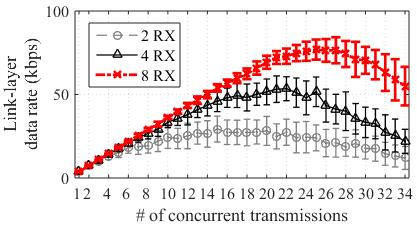 Link-layer
data rate (kbps)
100
50
0
2 RX
4 RX
8 RX
1 2 4 6 8 10 12 14 16 18 20 22 24 26 28 30 32 34
# of concurrent transmissions